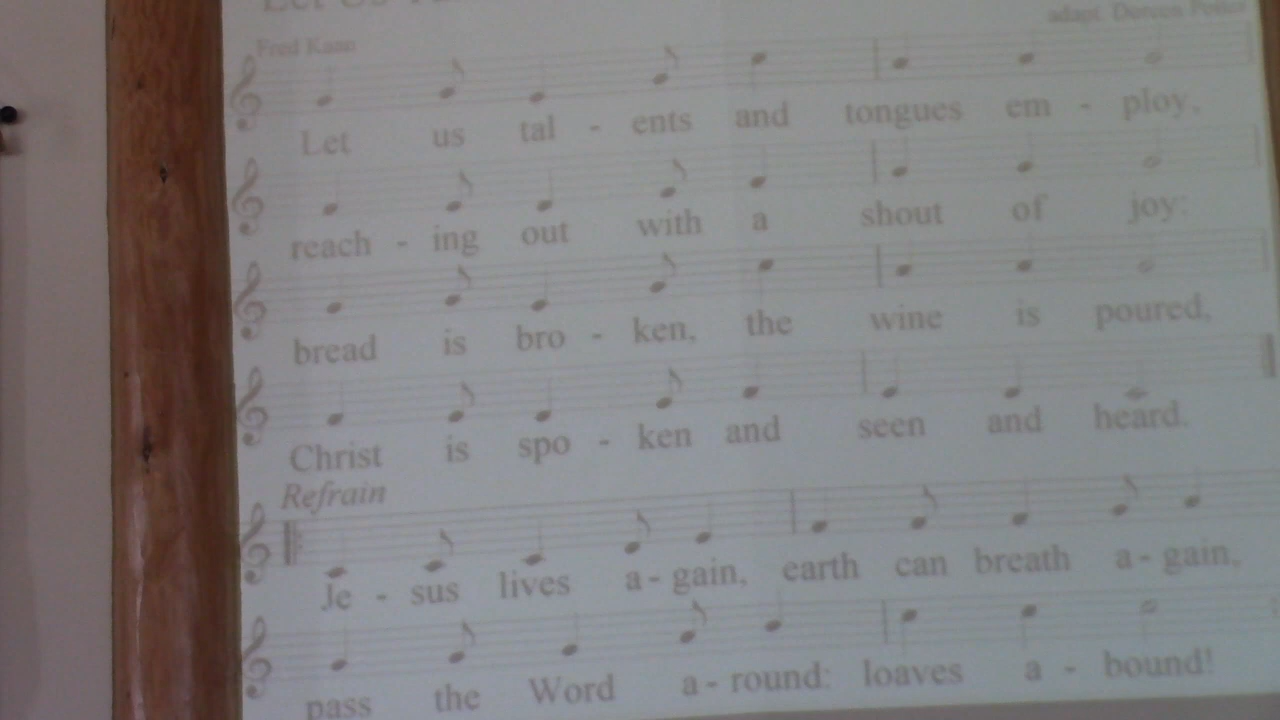 Let Us
adapt. Doreen Potter
Fred Kaan
Let us tal - ents and tongues em - ploy,
reach - ing out with a shout of joy:
bread is bro - ken, the wine is poured,
Christ is spo - ken and seen and heard.
Refrain
Je - sus lives a - gain, earth can breath a - gain,
pass the Word a - round: loaves a - bound!